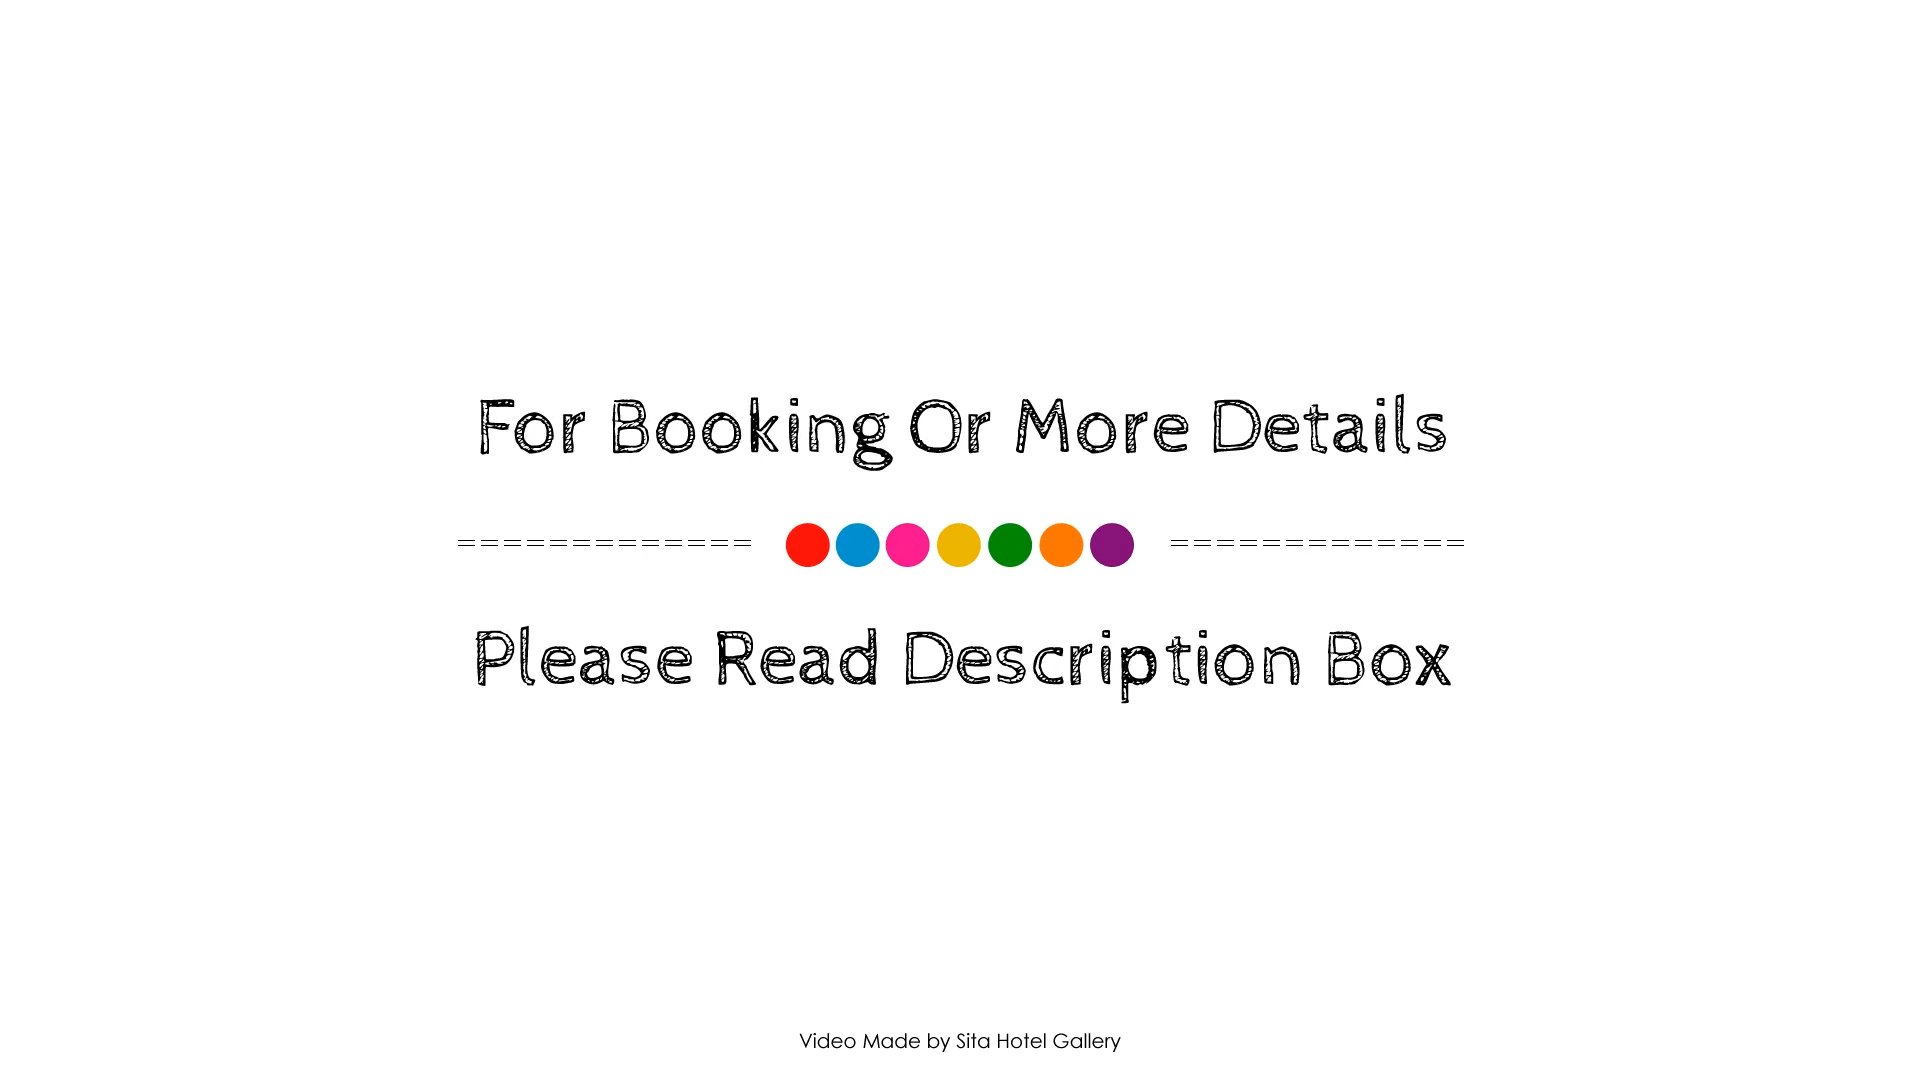 For Booking Or More Details
============= =============
Please Read Description Box
Video Made by Sita Hotel Gallery